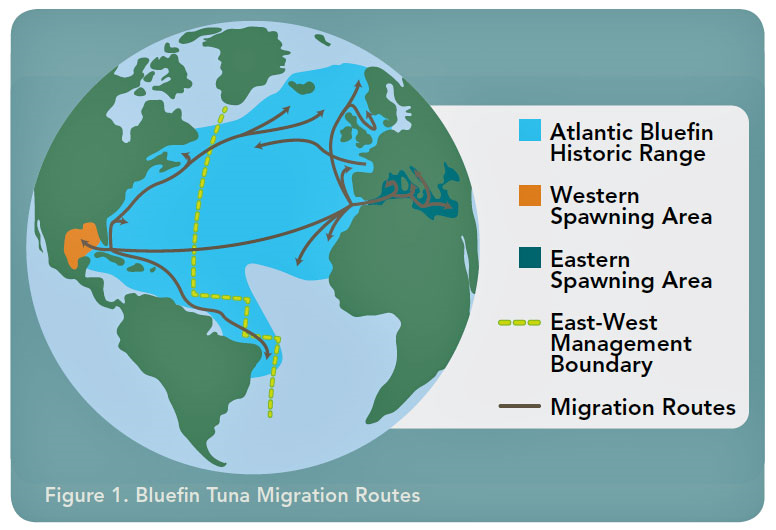 Atlantic Bluefin
Historic Range
Western
Spawning Area
Eastern
Spawning Area
East-West
Management
Boundary
Migration Routes
Figure 1. Bluefin Tuna Migration Routes